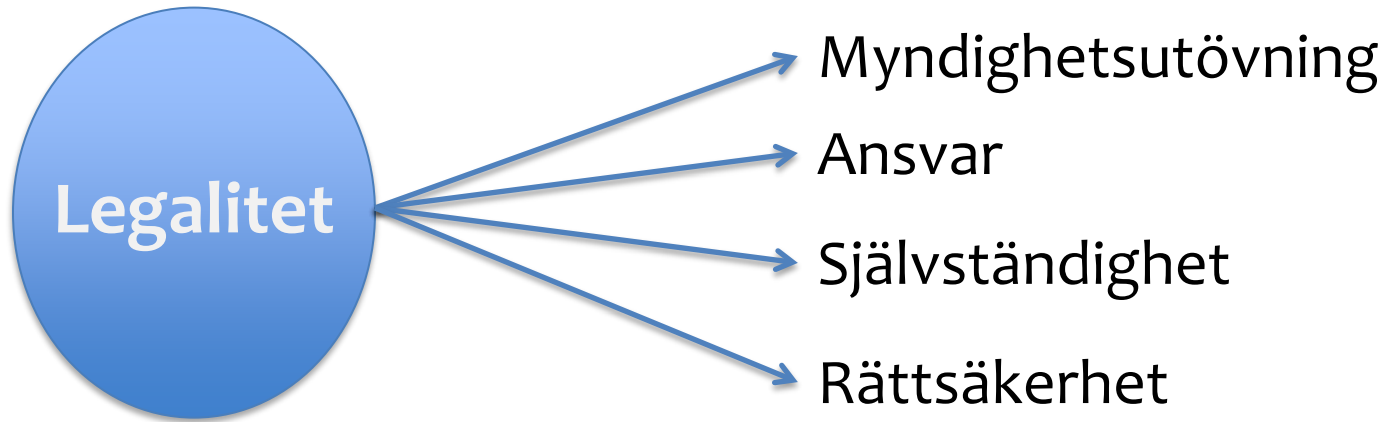 Legalitet
Myndighetsutövning
Ansvar
Självständighet
Rättsäkerhet